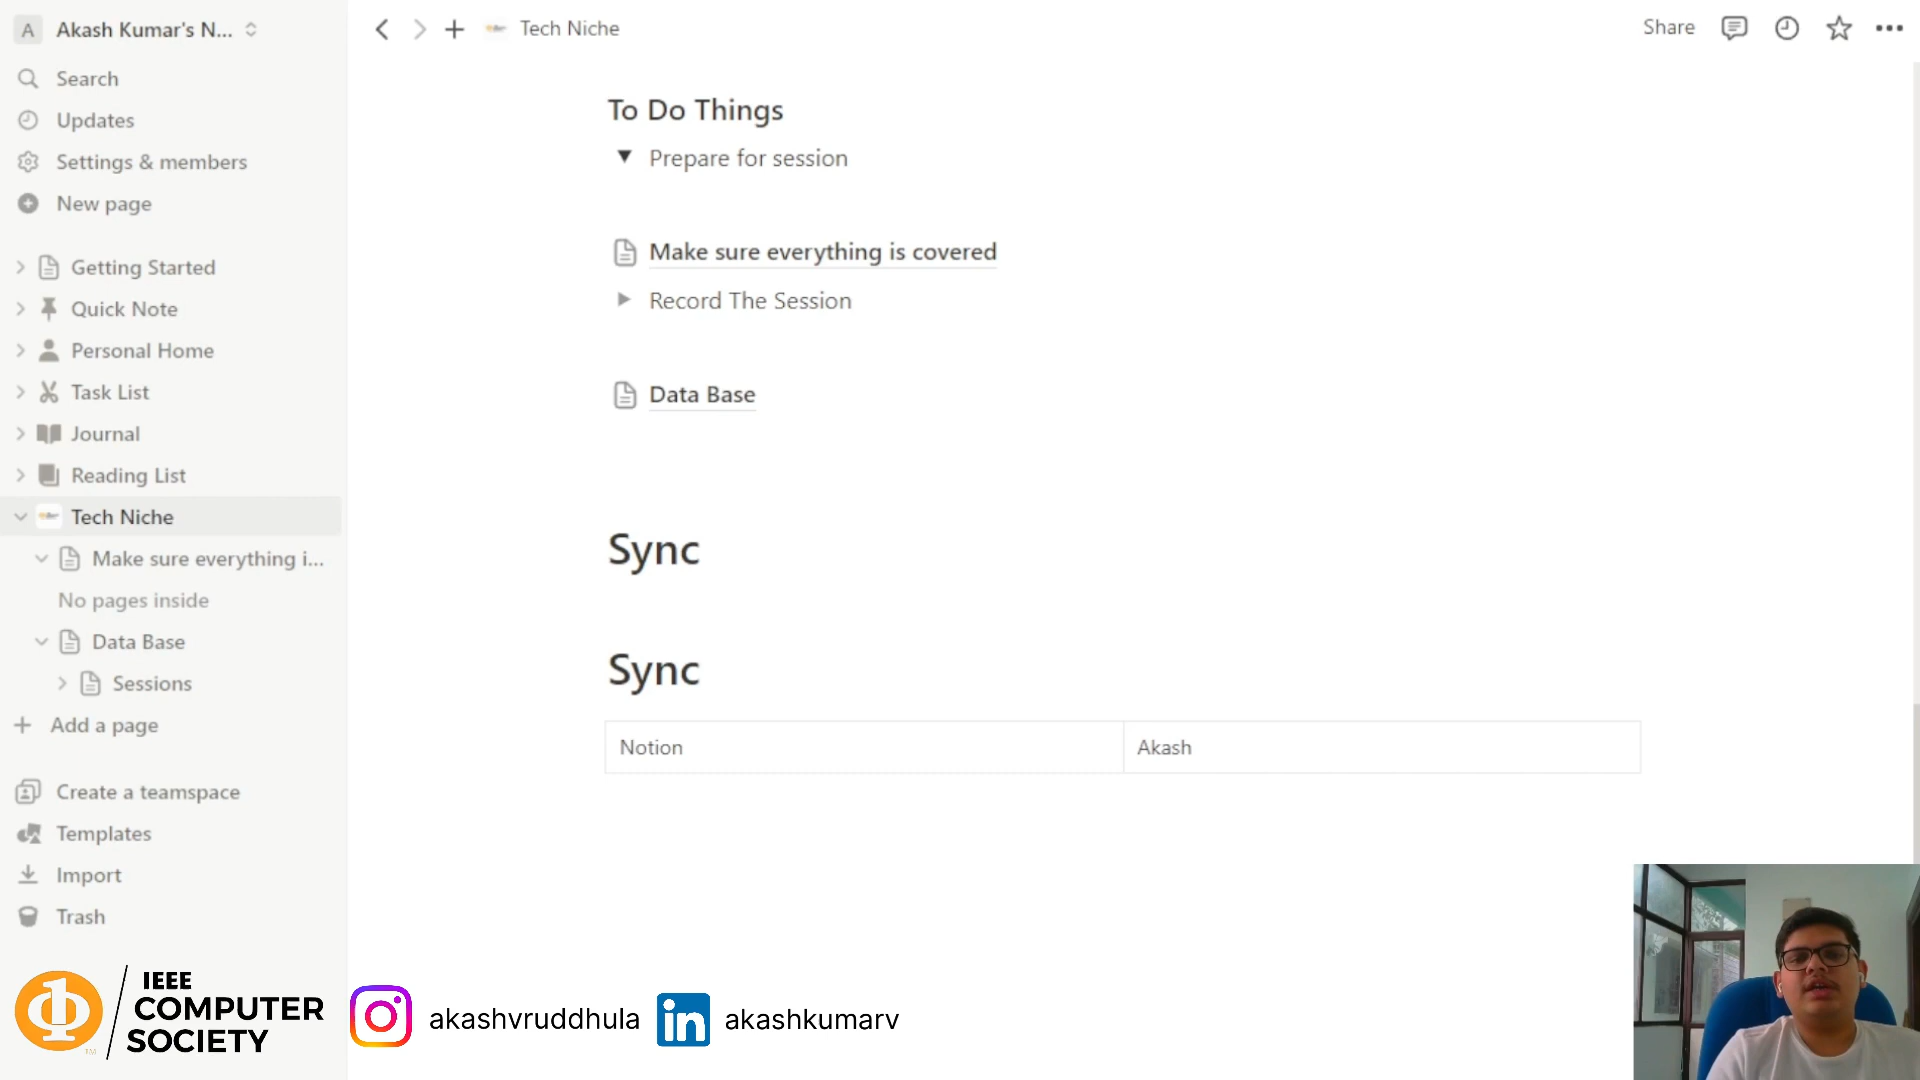 A Akash Kumar's N...
Search
Updates
Settings & members
New page
Getting Started
Quick Note
Personal Home
Task List
Journal
Reading List
Tech Niche
Make sure everything i...
No pages inside
Data Base
Sessions
Add a page
Create a teamspace
Templates
Import
Trash
Tech Niche
Share
To Do Things
Prepare for session
Make sure everything is covered
Record The Session
Data Base
Sync
Sync
Notion Akash
IEEE
COMPUTER
SOCIETY
TM
akashvruddhula
in akashkumarv